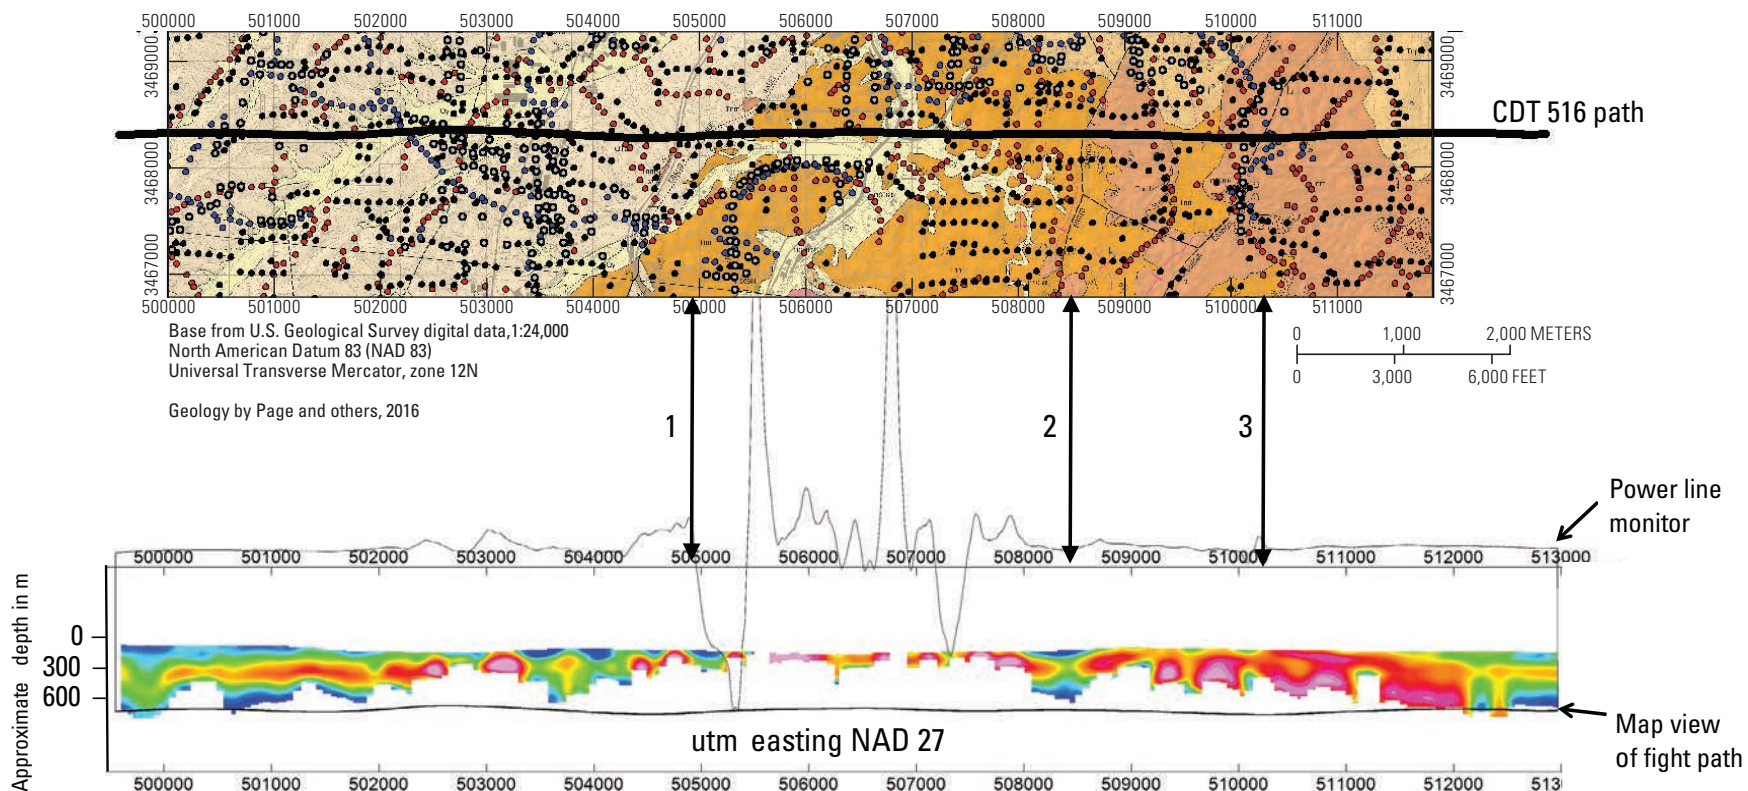 500000 501000 502000 503000 504000 505000 506000 507000 508000 509000 510000 511000
3469000
3468000
3467000
3469000
3468000
3467000
CDT 516 path
500000 501000 502000 503000 504000 507000 508000 509000 510000 511000
Base from U.S. Geological Survey digital data,1:24,000
North American Datum 83 (NAD 83)
Universal Transverse Mercator, zone 12N
Geology by Page and others, 2016
0 1,000 2,000 METERS
0 3,000 6,000 FEET
1
2
3
Power line
monitor
500000 501000 502000 503000 504000 505000 506000 507000 508000 509000 510000 511000 512000 513000
Approximate depth in m
0
300
600
Map view
of fight path
utm easting NAD 27
500000 501000 502000 503000 504000 505000 506000 507000 508000 509000 510000 511000 512000 513